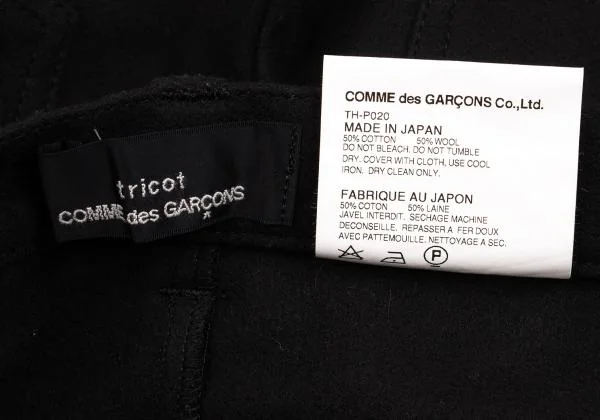 tricot
COMME des GARÇONS
COMME des GARÇONS Co.,Ltd.
TH-P020
MADE IN JAPAN
50% COTTON 50% WOOL
DO NOT BLEACH. DO NOT TUMBLE
DRY. COVER WITH CLOTH, USE COOL
IRON. DRY CLEAN ONLY.
FABRIQUE AU JAPON
50% COTON 50% LAINE
JAVEL INTERDIT. SECHAGE MACHINE
DECONSEILLE. REPASSER A FER DOUX
AVEC PATTEMOUILLE. NETTOYAGE A SEC.
P